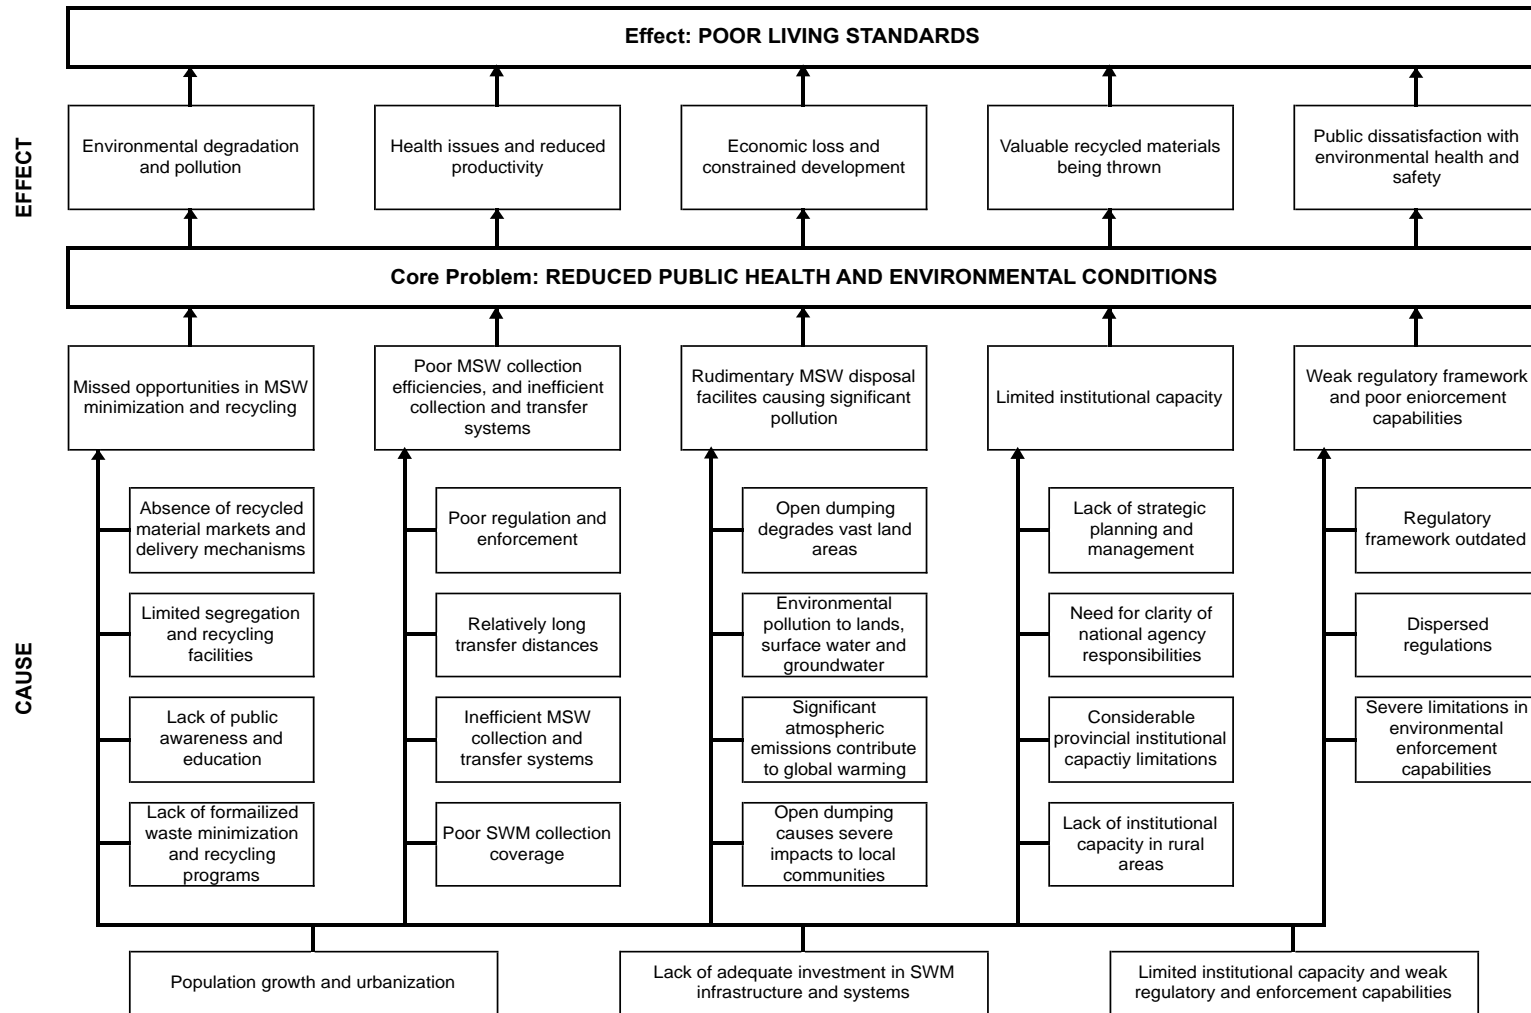 Effect: POOR LIVING STANDARDS
EFFECT
Environmental degradation
and pollution
Health issues and reduced
productivity
Economic loss and
constrained development
Valuable recycled materials
being thrown
Public dissatisfaction with
environmental health and
safety
Core Problem: REDUCED PUBLIC HEALTH AND ENVIRONMENTAL CONDITIONS
CAUSE
Missed opportunities in MSW
minimization and recycling
Poor MSW collection
efficiencies, and inefficient
collection and transfer
systems
Rudimentary MSW disposal
facilites causing significant
pollution
Limited institutional capacity
Weak regulatory framework
and poor eniorcement
capabilities
Absence of recycled
material markets and
delivery mechanisms
Limited segregation
and recycling
facilities
Lack of public
awareness and
education
Lack of formailized
waste minimization
and recycling
programs
Poor regulation and
enforcement
Relatively long
transfer distances
Inefficient MSW
collection and
transfer systems
Poor SWM collection
coverage
Open dumping
degrades vast land
areas
Environmental
pollution to lands,
surface water and
groundwater
Significant
atmospheric
emissions contribute
to global warming
Open dumping
causes severe
impacts to local
communities
Lack of strategic
planning and
management
Need for clarity of
national agency
responsibilities
Considerable
provincial institutional
capactiy limitations
Lack of institutional
capacity in rural
areas
Regulatory
framework outdated
Dispersed
regulations
Severe limitations in
environmental
enforcement
capabilities
Population growth and urbanization
Lack of adequate investment in SWM
infrastructure and systems
Limited institutional capacity and weak
regulatory and enforcement capabilities